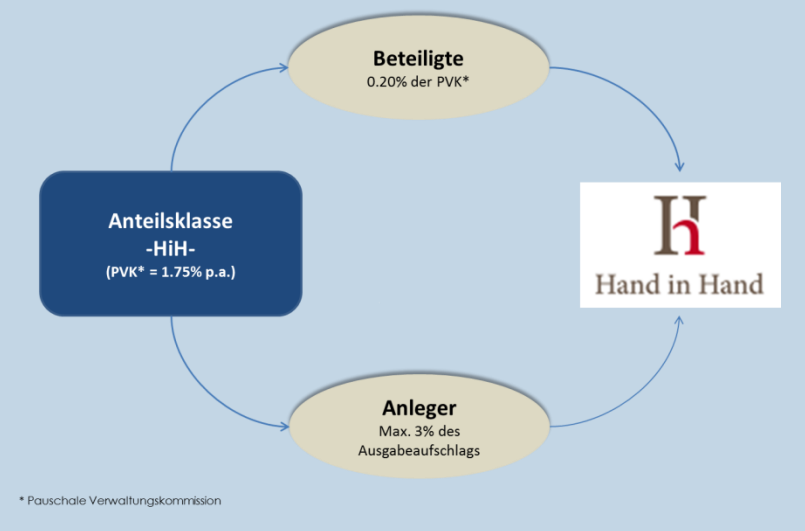 Beteiligte
0.20% der PVK*
Anteilsklasse
-HiH-
(PVK* = 1.75% p.a.)
Hand in Hand
Anleger
Max. 3% des
Ausgabeaufschlags
* Pauschale Verwaltungskommission